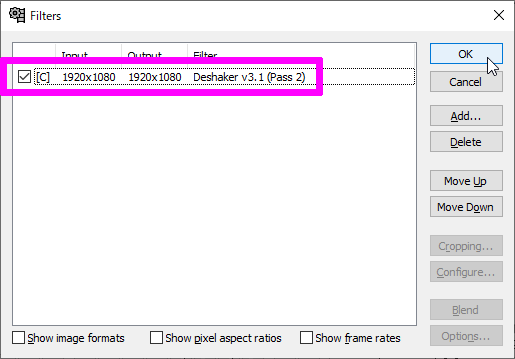 Filters
Input Output Filter
[C] 1920x1080 1920x1080 Deshaker v3.1 (Pass 2)
OK
Cancel
Add...
Delete
Move Up
Move Down
Cropping...
Configure...
Blend
Options...
Show image formats Show pixel aspect ratios Show frame rates